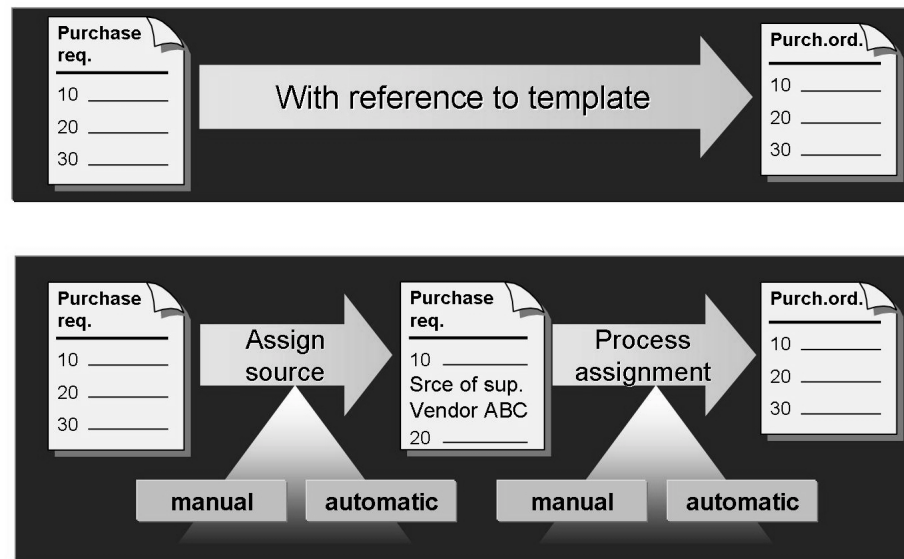 Purchase
req.
10
20
30
With reference to template
Purch.ord.
10
20
30
Purchase
req.
10
20
30
Assign
source
manual
automatic
Purchase
req.
10
Srce of sup.
Vendor ABC
20
Process
assignment
manual
automatic
Purch.ord.
10
20
30